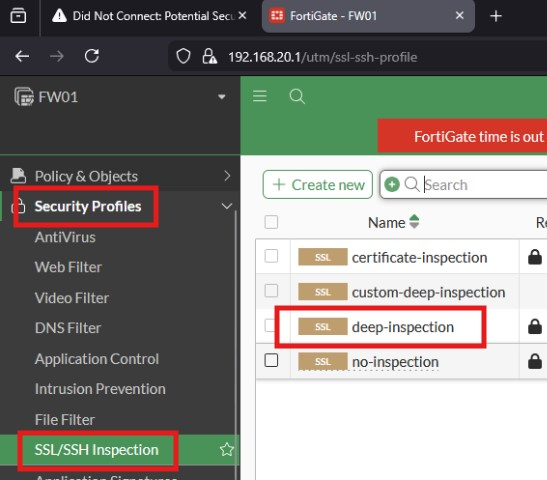 Did Not Connect: Potential Secu
FortiGate - FW01
192.168.20.1/utm/ssl-ssh-profile
FW01
FortiGate time is out
Policy & Objects
Security Profiles
AntiVirus
Web Filter
Video Filter
DNS Filter
Application Control
Intrusion Prevention
File Filter
SSL/SSH Inspection
Application Signatures
Create new
Search
Name
Re
SSL certificate-inspection
SSL custom-deep-inspection
SSL deep-inspection
SSL no-inspection